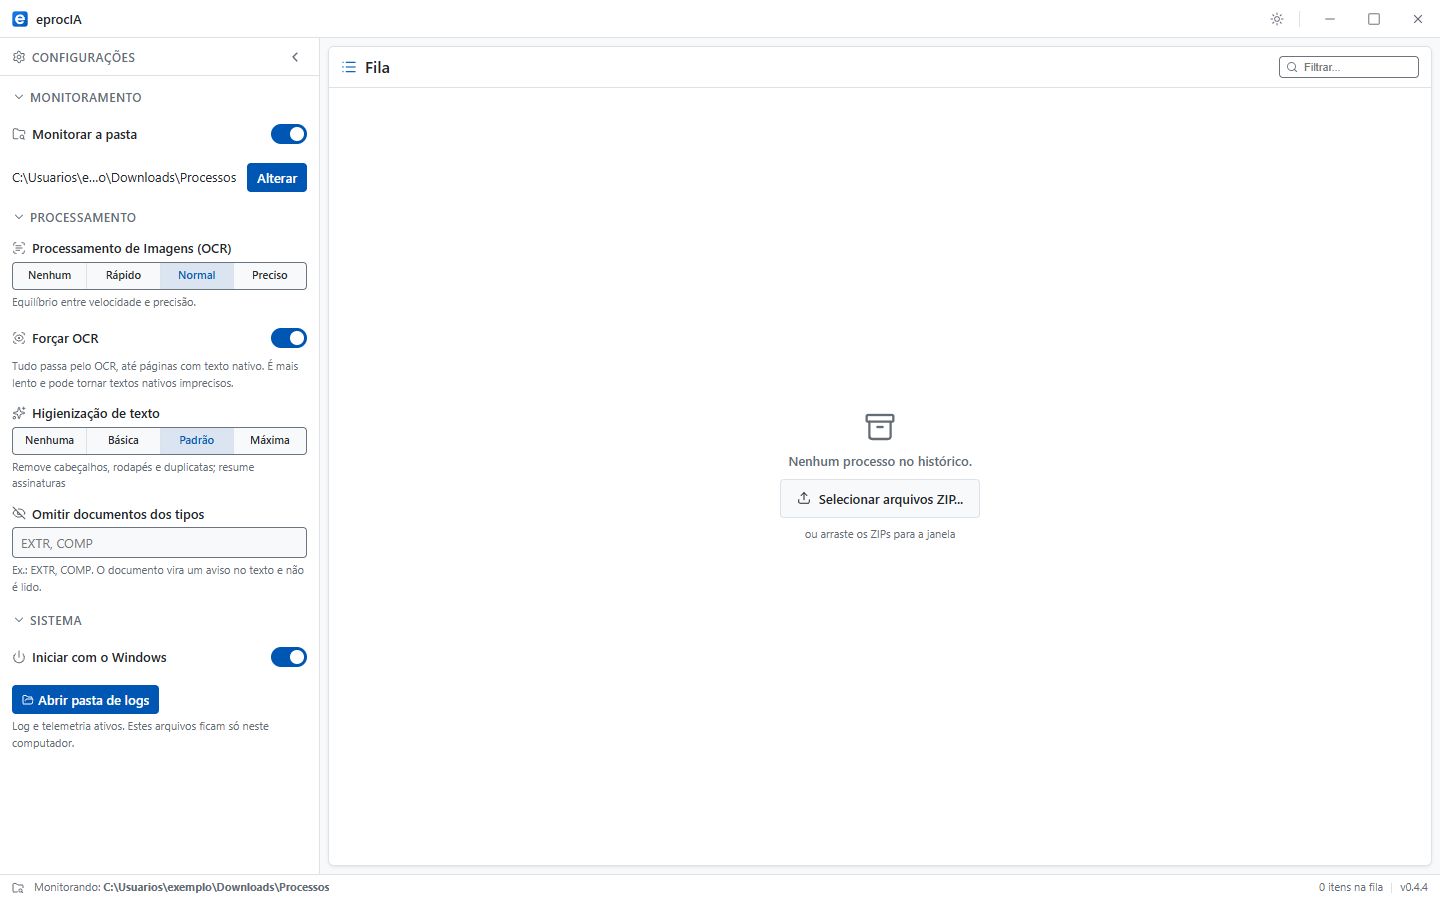 eprocIA
CONFIGURAÇÕES
MONITORAMENTO
Monitorar a pasta
C:\Usuarios\e...o\Downloads\Processos
Alterar
PROCESSAMENTO
Processamento de Imagens (OCR)
Nenhum Rápido Normal Preciso
Equilíbrio entre velocidade e precisão.
Forçar OCR
Tudo passa pelo OCR, até páginas com texto nativo. É mais
lento e pode tornar textos nativos imprecisos.
Higienização de texto
Nenhuma Básica Padrão Máxima
Remove cabeçalhos, rodapés e duplicatas; resume
assinaturas
Omitir documentos dos tipos
EXTR, COMP
Ex.: EXTR, COMP. O documento vira um aviso no texto e não
é lido.
SISTEMA
Iniciar com o Windows
Abrir pasta de logs
Log e telemetria ativos. Estes arquivos ficam só neste
computador.
Fila
Filtrar...
Nenhum processo no histórico.
Selecionar arquivos ZIP...
ou arraste os ZIPs para a janela
Monitorando: C:\Usuarios\exemplo\Downloads\Processos
0 itens na fila
v0.4.4